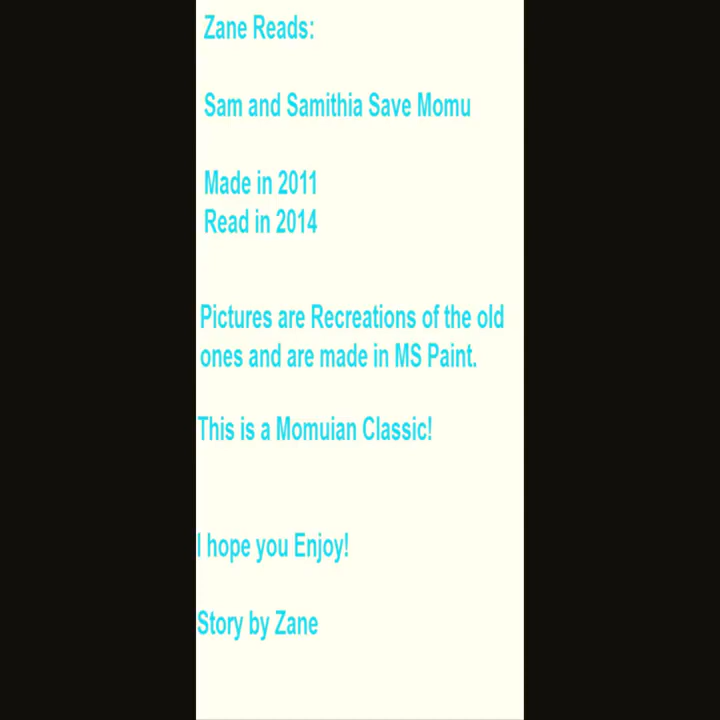 Zane Reads:
Sam and Samithia Save Momu
Made in 2011
Read in 2014
Pictures are Recreations of the old
ones and are made in MS Paint.
This is a Momuian Classic!
I hope you Enjoy!
Story by Zane